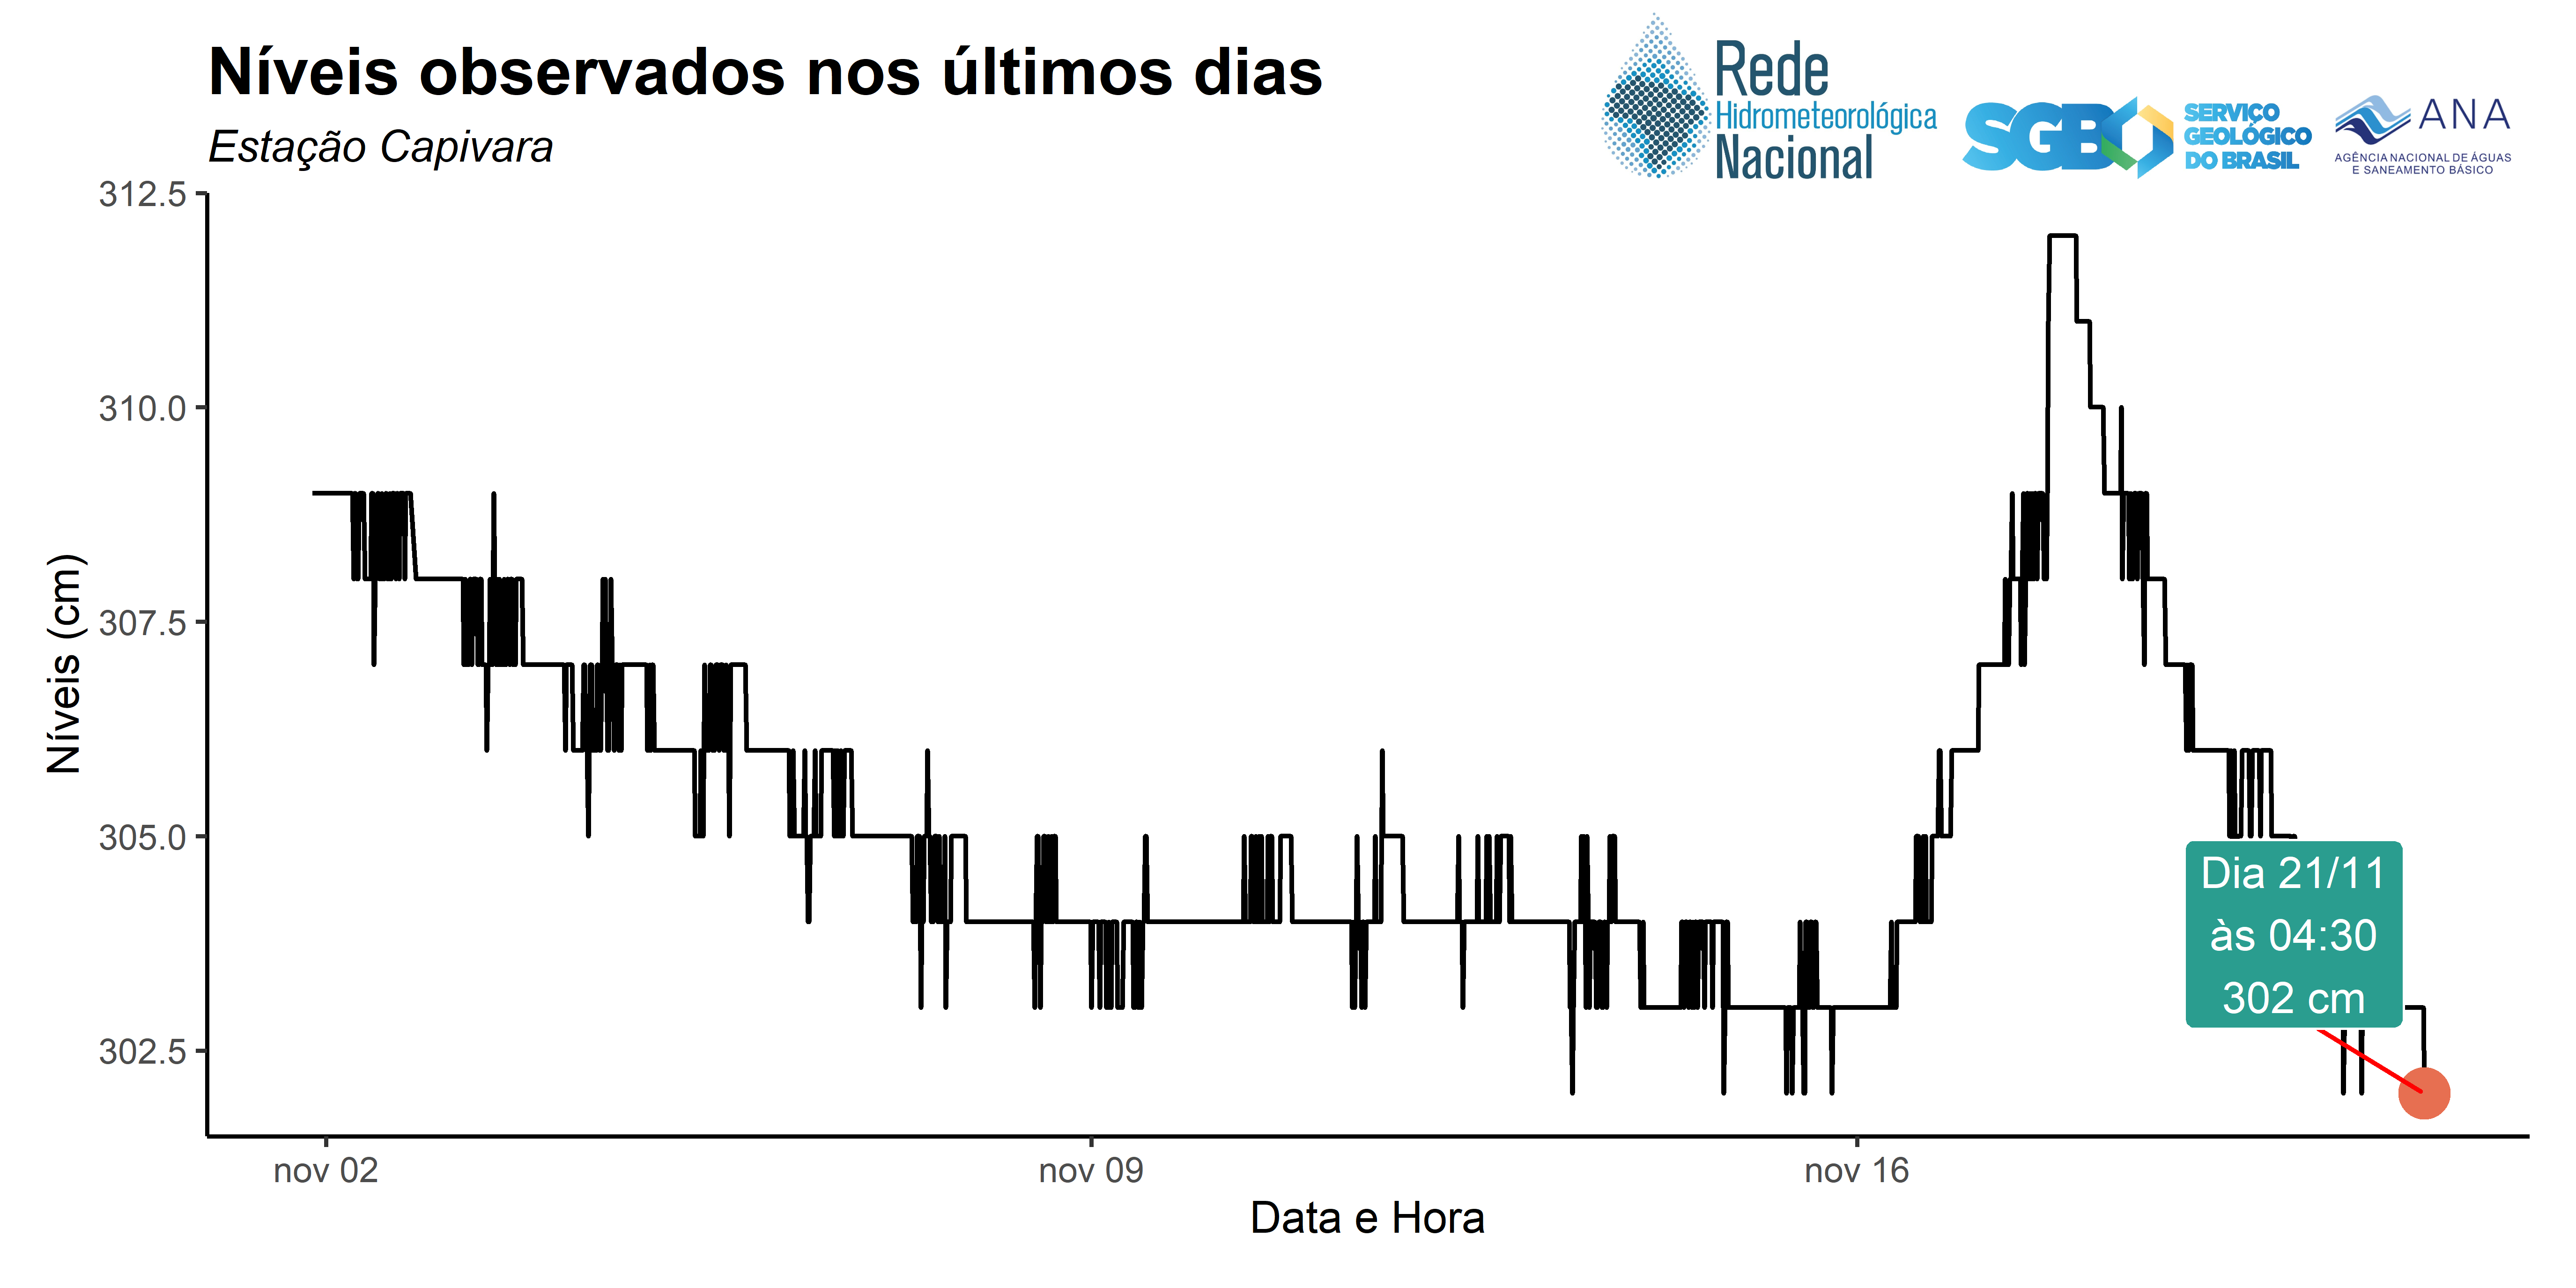 Níveis observados nos últimos dias
Estação Capivara
Rede
Hidrometeorológica
Nacional
SGB
SERVIÇO
GEOLÓGICO
DO BRASIL
ANA
AGÊNCIA NACIONAL DE ÁGUAS
E SANEAMENTO BÁSICO
312.5
310.0
307.5
305.0
302.5
Níveis (cm)
Dia 21/11
às 04:30
302 cm
nov 02
nov 09
nov 16
Data e Hora